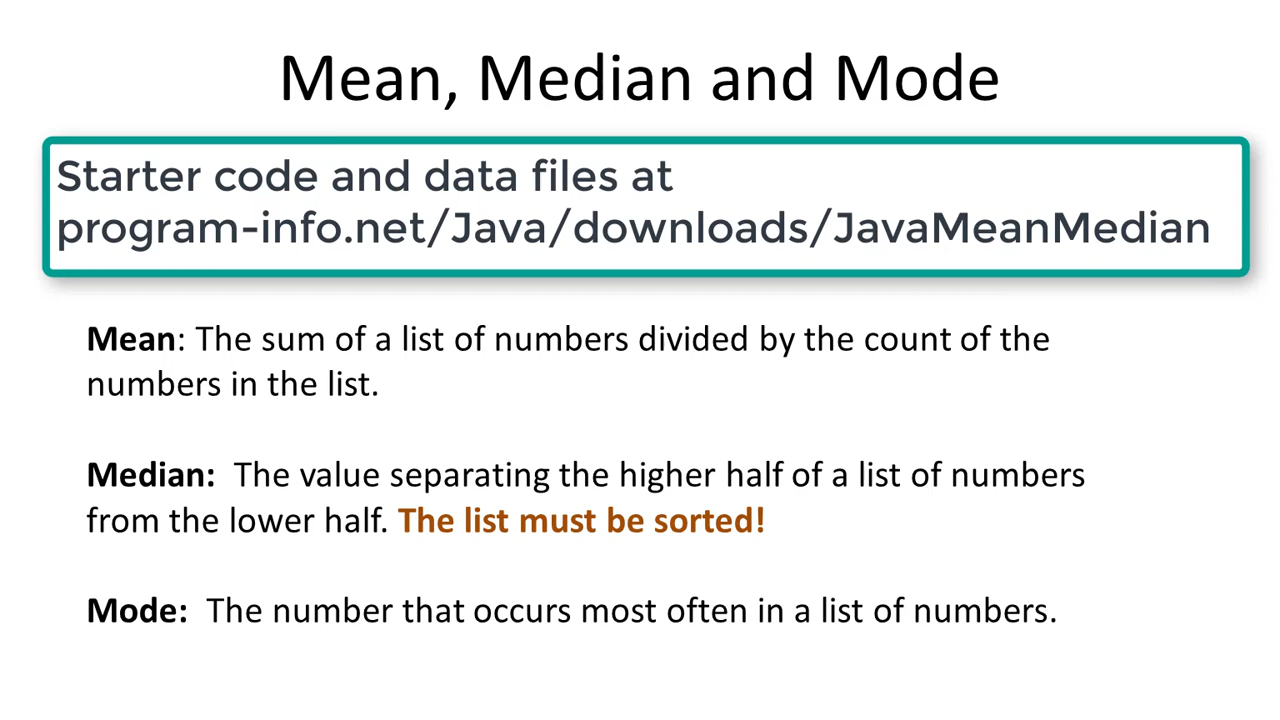 Mean, Median and Mode
Starter code and data files at
program-info.net/Java/downloads/JavaMeanMedian
Mean: The sum of a list of numbers divided by the count of the
numbers in the list.
Median: The value separating the higher half of a list of numbers
from the lower half. The list must be sorted!
Mode: The number that occurs most often in a list of numbers.